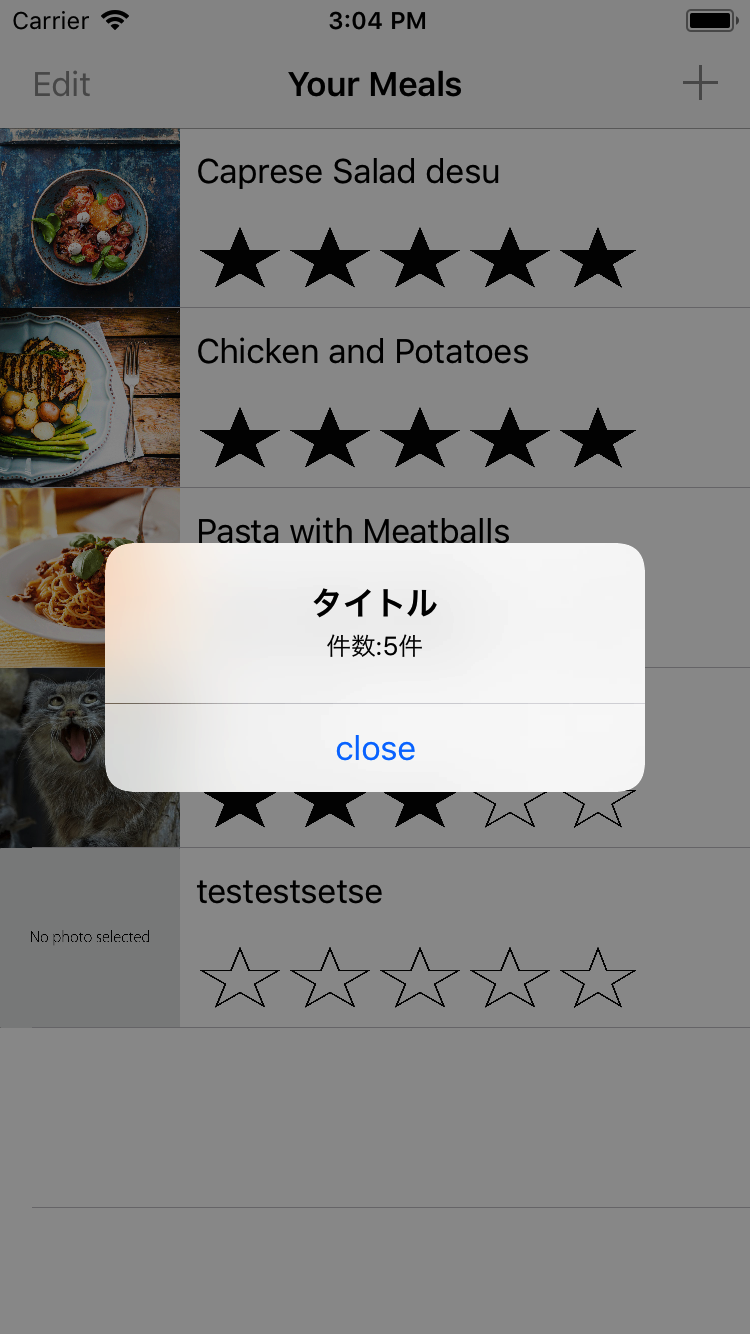 Carrier 3:04 PM
Edit Your Meals
Caprese Salad desu
Chicken and Potatoes
Pasta with Meatballs
タイトル
件数:5件
close
testestsetse
No photo selected